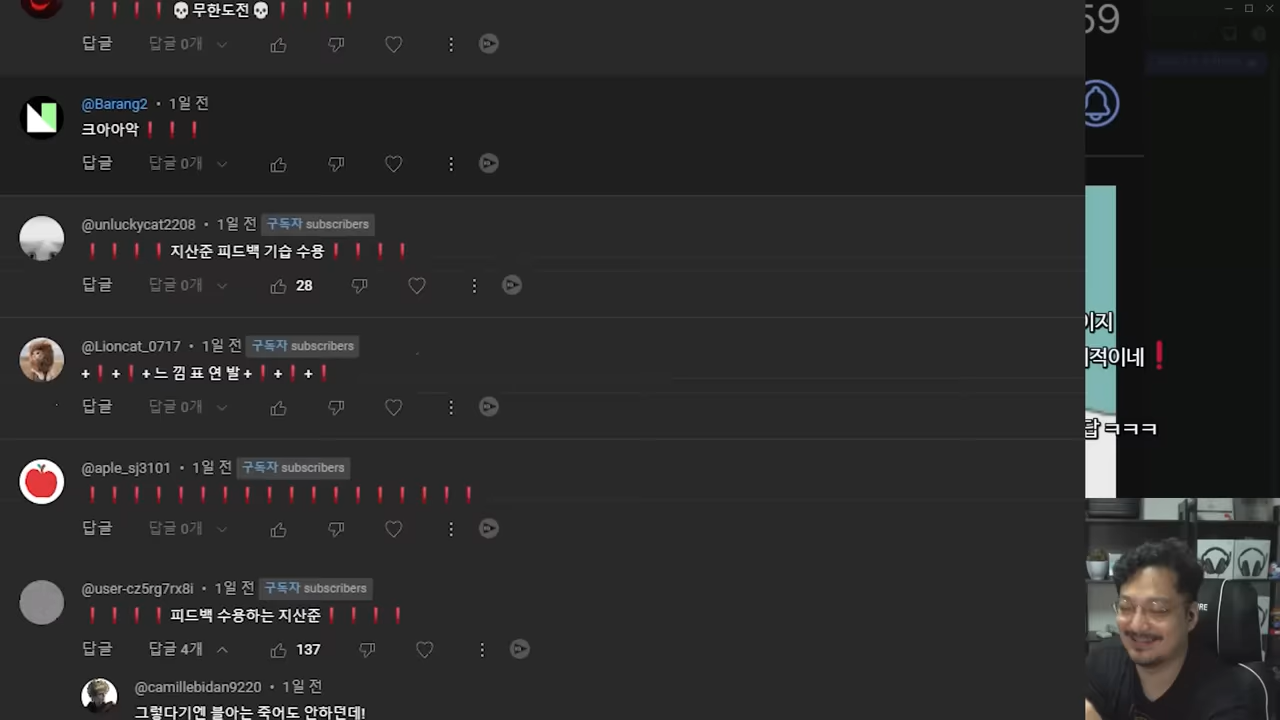 ❗❗❗❗💀무한도전💀❗❗❗❗
답글 답글 0개
@Barang2 • 1일 전
크아아악❗❗❗
답글 답글 0개
@unluckycat2208 • 1일 전 구독자 subscribers
❗❗❗❗지산준 피드백 기습 수용❗❗❗❗
답글 답글 0개 28
@Lioncat_0717 • 1일 전 구독자 subscribers
+❗+❗+느 낌 표 연 발+❗+❗+❗
답글 답글 0개
@aple_sj3101 • 1일 전 구독자 subscribers
❗❗❗❗❗❗❗❗❗❗❗❗❗❗❗❗❗❗
답글 답글 0개
@user-cz5rg7rx8i • 1일 전 구독자 subscribers
❗❗❗❗피드백 수용하는 지산준❗❗❗❗
답글 답글 4개 137
@camillebidan9220 • 1일 전
그렇다기엔 블아는 죽어도 안하던데!
59
이지
적이네❗
답 ㅋㅋㅋ